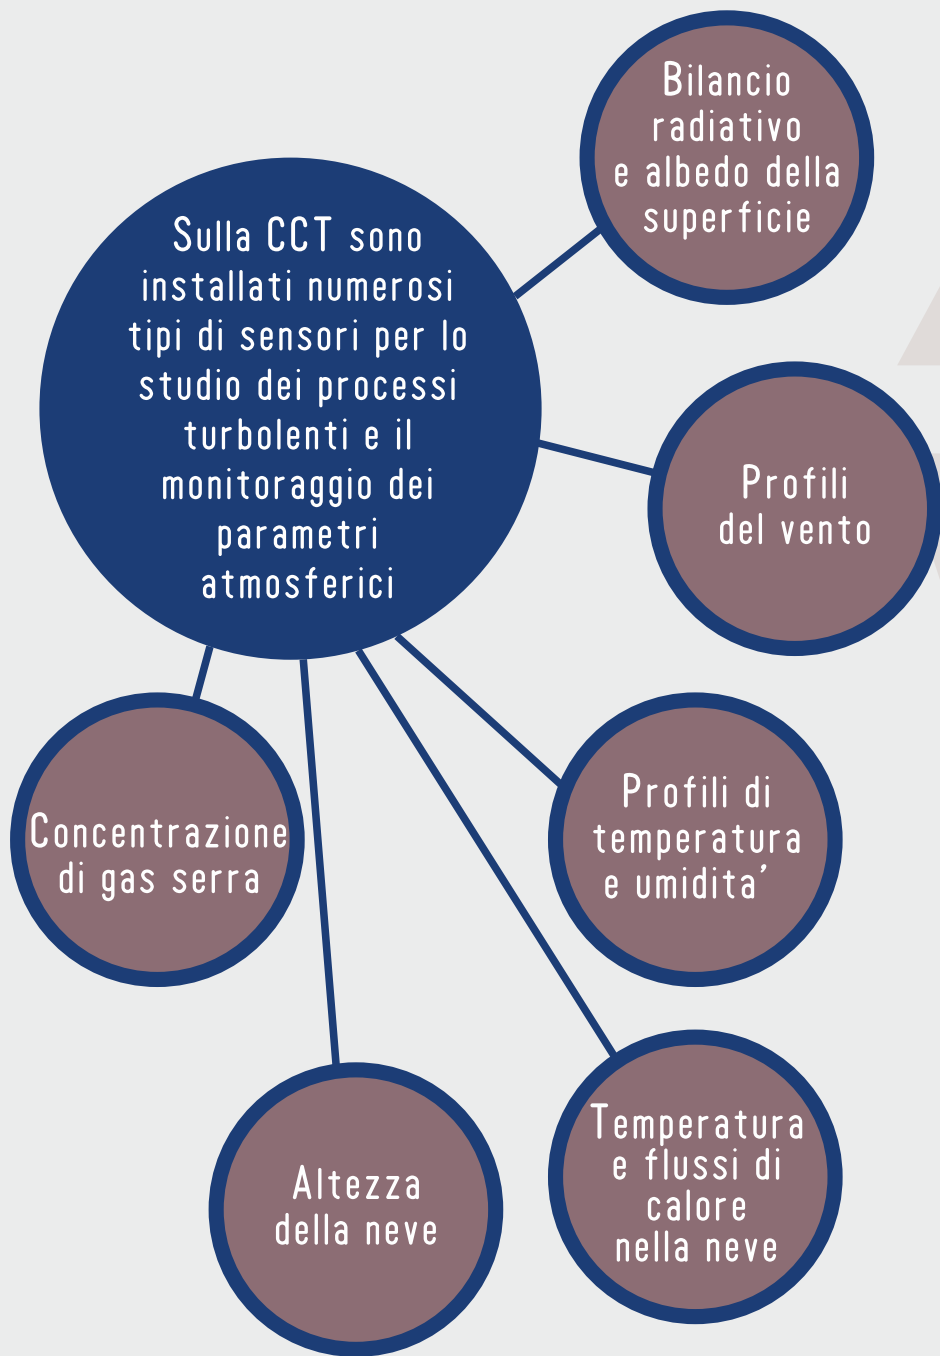 Sulla CCT sono
installati numerosi
tipi di sensori per lo
studio dei processi
turbolenti e il
monitoraggio dei
parametri
atmosferici
Bilancio
radiativo
e albedo della
superficie
Profili
del vento
Profili di
temperatura
e umidita’
Temperatura
e flussi di
calore
nella neve
Altezza
della neve
Concentrazione
di gas serra